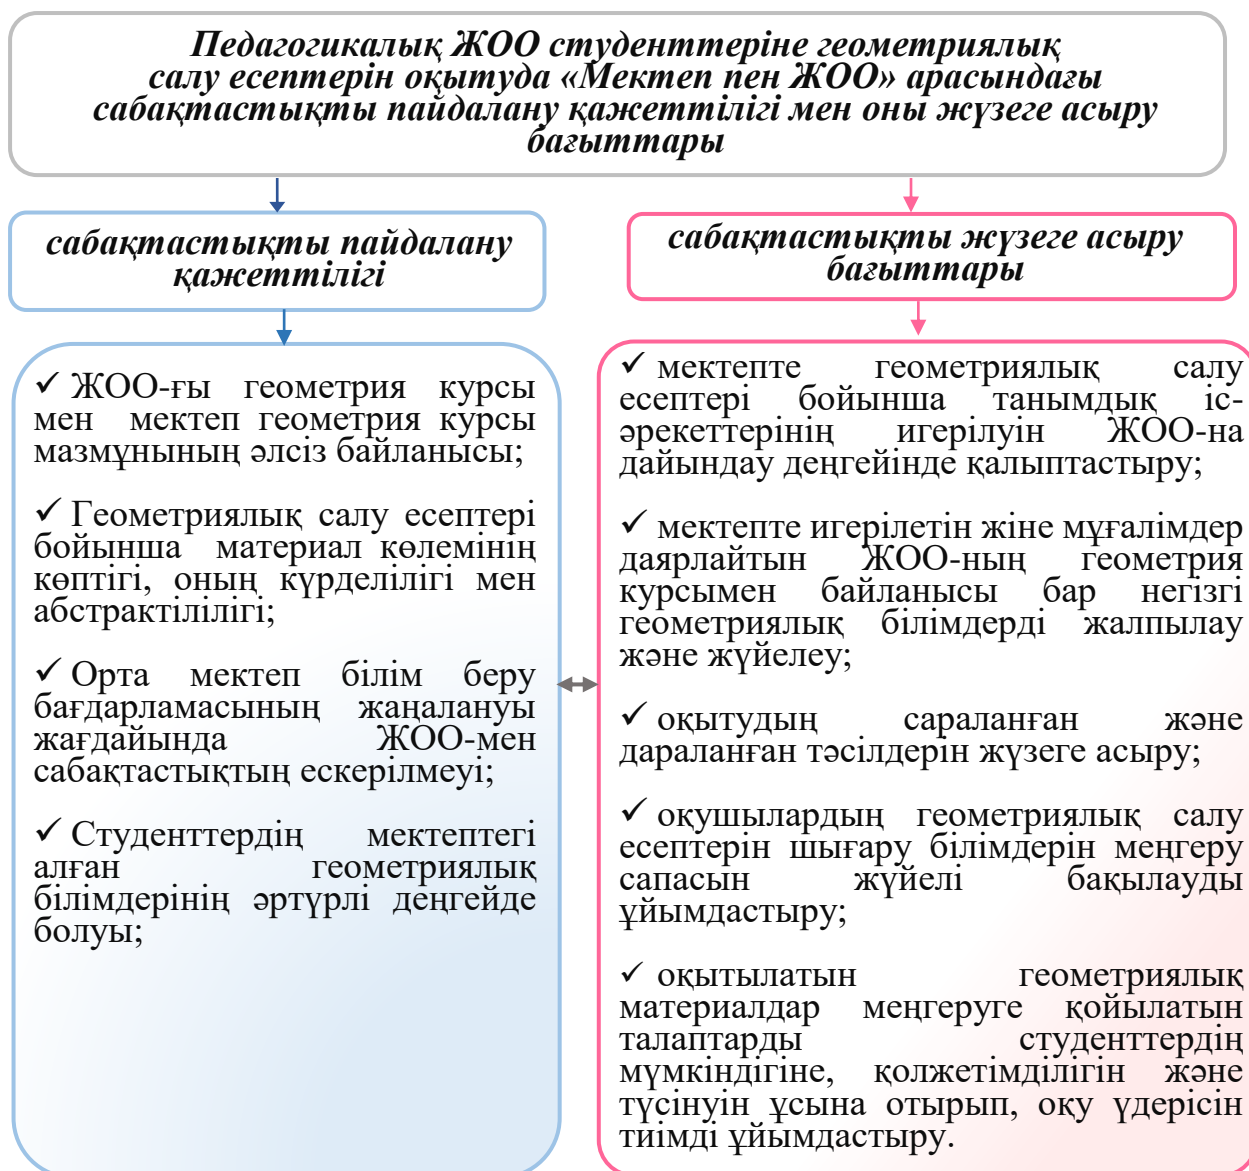 Педагогикалық ЖОО студенттеріне геометриялық
салу есептерін оқытуда «Мектеп пен ЖОО» арасындағы
сабақтастықты пайдалану қажеттілігі мен оны жүзеге асыру
бағыттары
сабақтастықты пайдалану
қажеттілігі
сабақтастықты жүзеге асыру
бағыттары
✓ ЖОО-ғы геометрия курсы
мен мектеп геометрия курсы
мазмұнының әлсіз байланысы;
✓ Геометриялық салу есептері
бойынша материал көлемінің
көптігі, оның күрделілігі мен
абстрактілілігі;
✓ Орта мектеп білім беру
бағдарламасының жаңалануы
жағдайында ЖОО-мен
сабақтастықтың ескерілмеуі;
✓ Студенттердің мектептегі
алған геометриялық
білімдерінің әртүрлі деңгейде
болуы;
✓ мектепте геометриялық салу
есептері бойынша танымдық іс-
әрекеттерінің игерілуін ЖОО-на
дайындау деңгейінде қалыптастыру;
✓ мектепте игерілетін жіне мұғалімдер
даярлайтын ЖОО-ның геометрия
курсымен байланысы бар негізгі
геометриялық білімдерді жалпылау
және жүйелеу;
✓ оқытудың сараланған және
дараланған тәсілдерін жүзеге асыру;
✓ оқушылардың геометриялық салу
есептерін шығару білімдерін меңгеру
сапасын жүйелі бақылауды
ұйымдастыру;
✓ оқытылатын геометриялық
материалдар меңгеруге қойылатын
талаптарды студенттердің
мүмкіндігіне, қолжетімділігін және
түсінуін ұсына отырып, оқу үдерісін
тиімді ұйымдастыру.